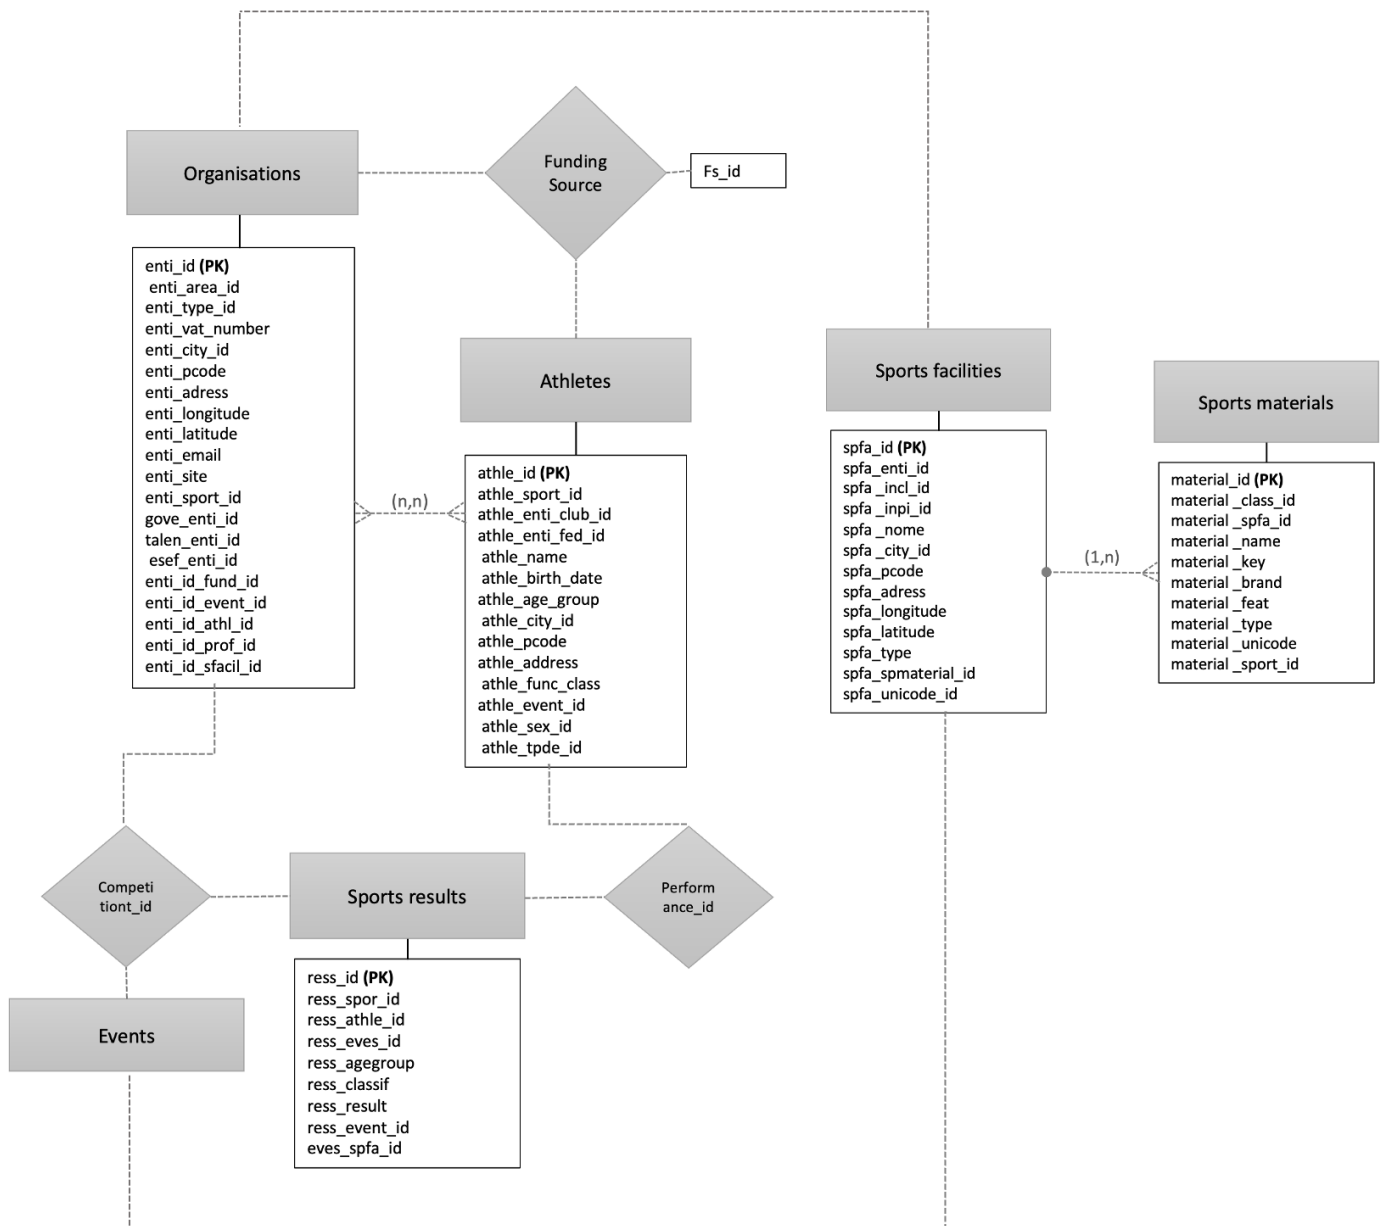 Organisations
Funding
Source
Fs_id
enti_id (PK)
enti_area_id
enti_type_id
enti_vat_number
enti_city_id
enti_pcode
enti_adress
enti_longitude
enti_latitude
enti_email
enti_site
enti_sport_id
gove_enti_id
talen_enti_id
esef_enti_id
enti_id_fund_id
enti_id_event_id
enti_id_athl_id
enti_id_prof_id
enti_id_sfacil_id
(n,n)
Athletes
athle_id (PK)
athle_sport_id
athle_enti_club_id
athle_enti_fed_id
athle_name
athle_birth_date
athle_age_group
athle_city_id
athle_pcode
athle_address
athle_func_class
athle_event_id
athle_sex_id
athle_tpde_id
Sports facilities
spfa_id (PK)
spfa_enti_id
spfa _incl_id
spfa _inpi_id
spfa _nome
spfa _city_id
spfa_pcode
spfa_adress
spfa_longitude
spfa_latitude
spfa_type
spfa_spmaterial_id
spfa_unicode_id
(1,n)
Sports materials
material_id (PK)
material _class_id
material _spfa_id
material _name
material _key
material _brand
material _feat
material _type
material _unicode
material _sport_id
Competi
tiont_id
Sports results
Perform
ance_id
ress_id (PK)
ress_spor_id
ress_athle_id
ress_eves_id
ress_agegroup
ress_classif
ress_result
ress_event_id
eves_spfa_id
Events